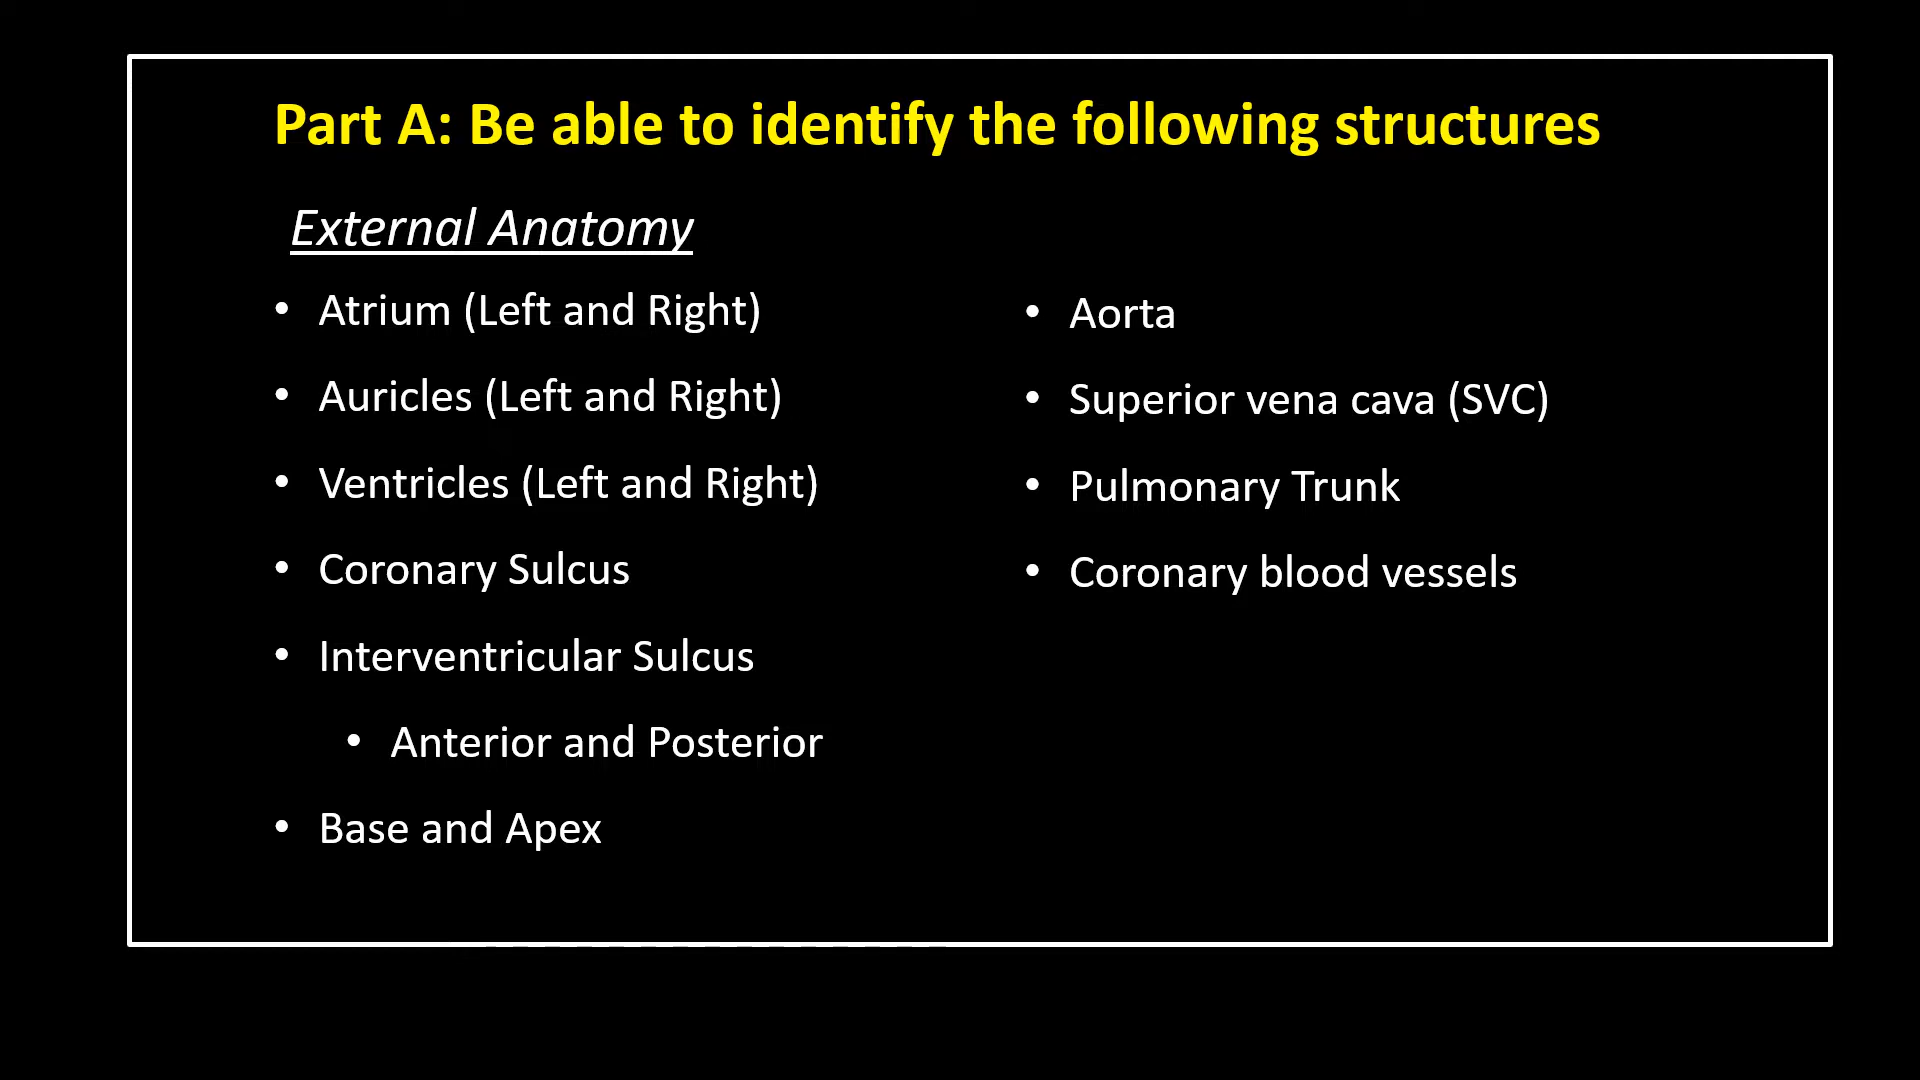 Part A: Be able to identify the following structures
External Anatomy
• Atrium (Left and Right)
• Auricles (Left and Right)
• Ventricles (Left and Right)
• Coronary Sulcus
• Interventricular Sulcus
• Anterior and Posterior
• Base and Apex
• Aorta
• Superior vena cava (SVC)
• Pulmonary Trunk
• Coronary blood vessels